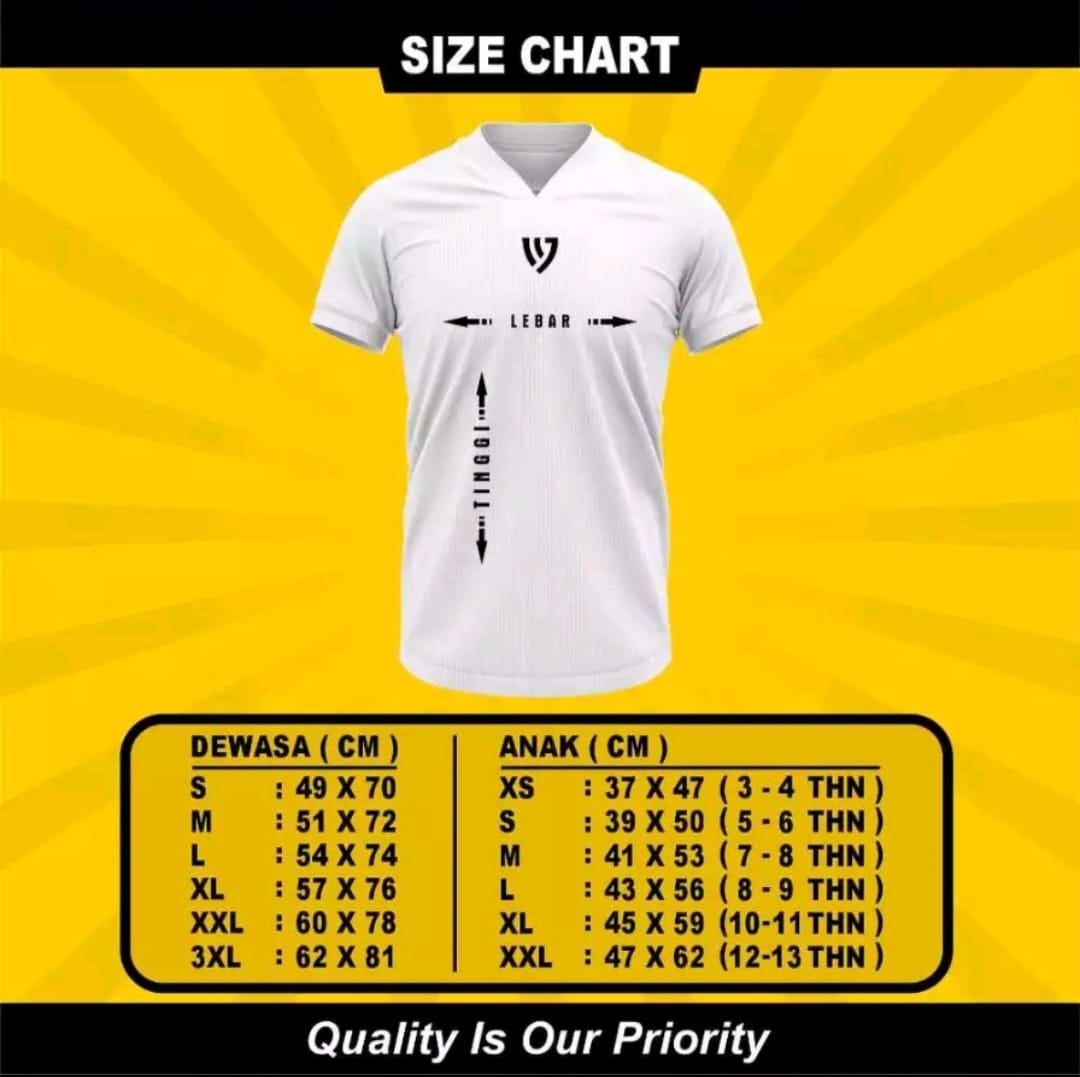 SIZE CHART
LEBAR
TINGGI
DEWASA ( CM )
S : 49 X 70
M : 51 X 72
L : 54 X 74
XL : 57 X 76
XXL : 60 X 78
3XL : 62 X 81
ANAK ( CM )
XS : 37 X 47 ( 3 - 4 THN )
S : 39 X 50 ( 5 - 6 THN )
M : 41 X 53 ( 7 - 8 THN )
L : 43 X 56 ( 8 - 9 THN )
XL : 45 X 59 (10-11 THN )
XXL : 47 X 62 (12-13 THN )
Quality Is Our Priority